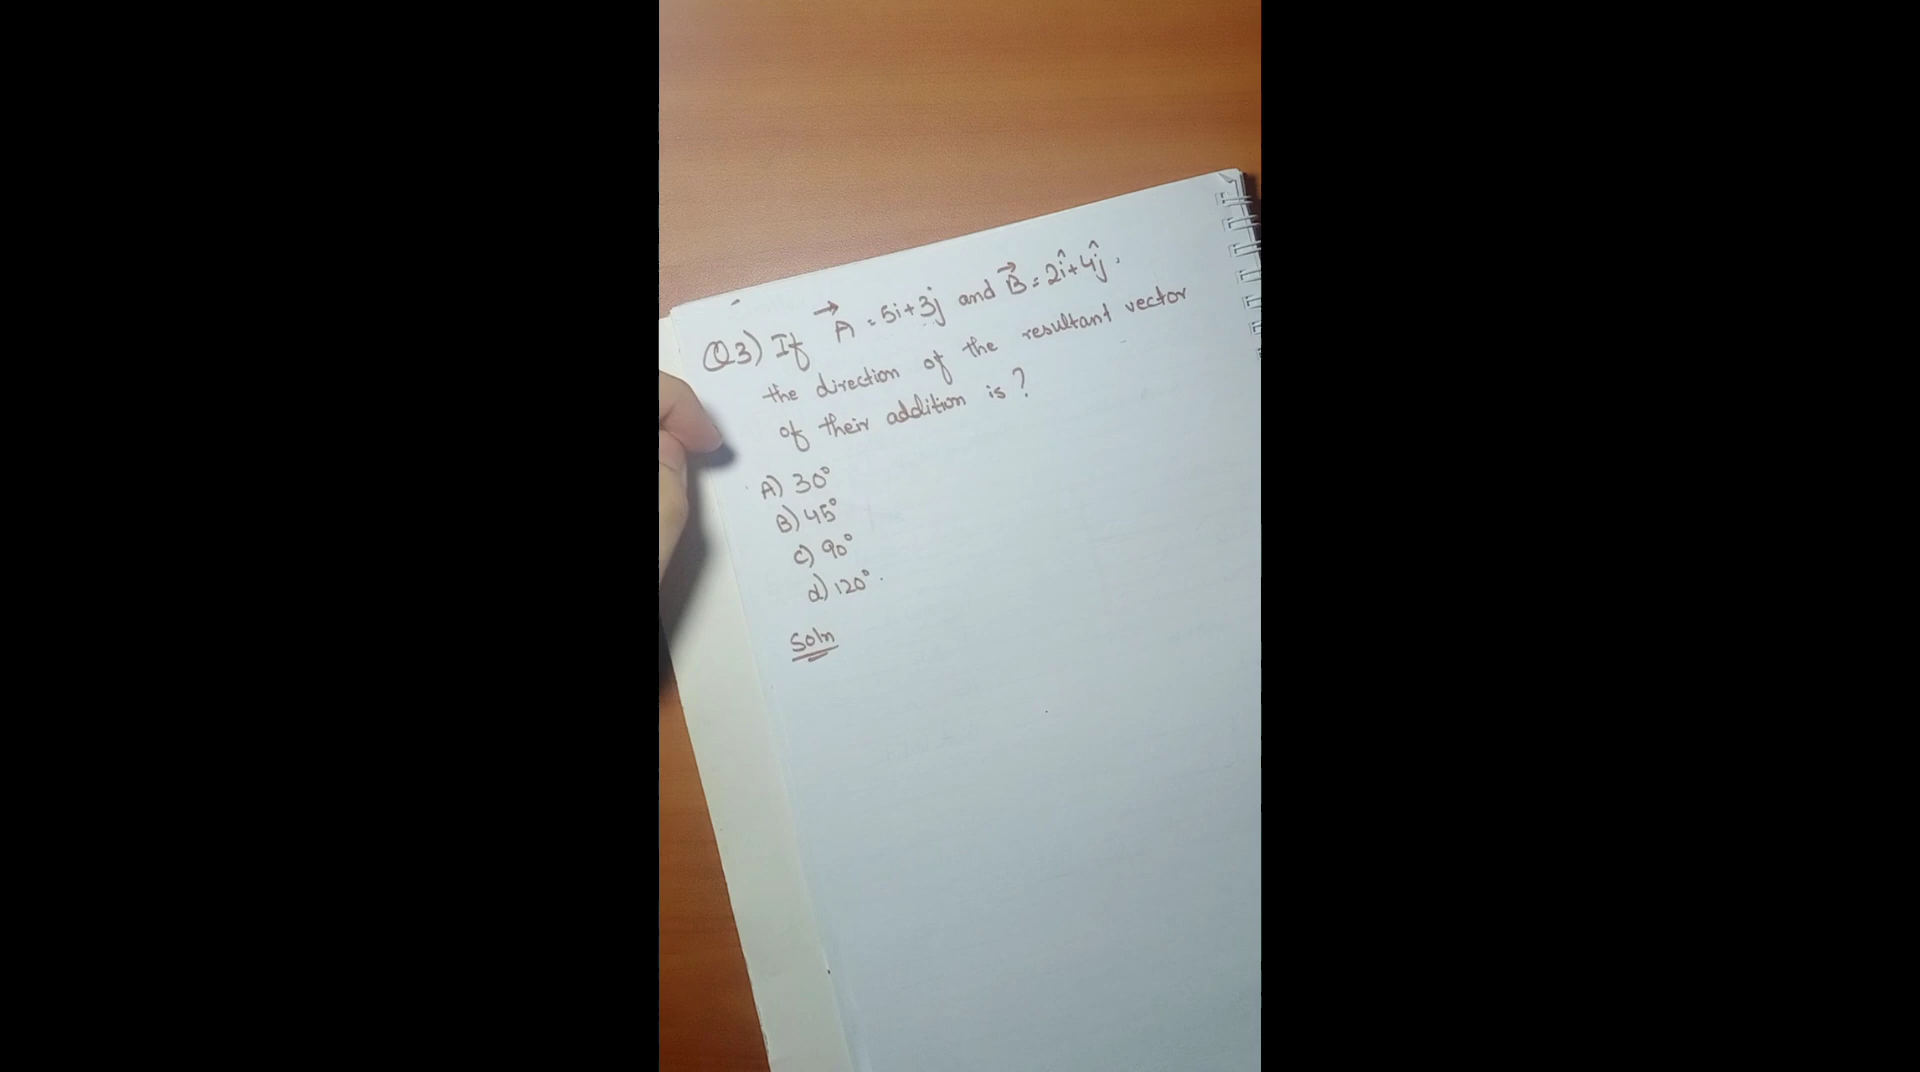 Q3) If A⃗ = 5i + 3j and B⃗ = 2î + 4ĵ.
the direction of the resultant vector
of their addition is ?
A) 30°
B) 45°
C) 90°
d) 120°.
Soln